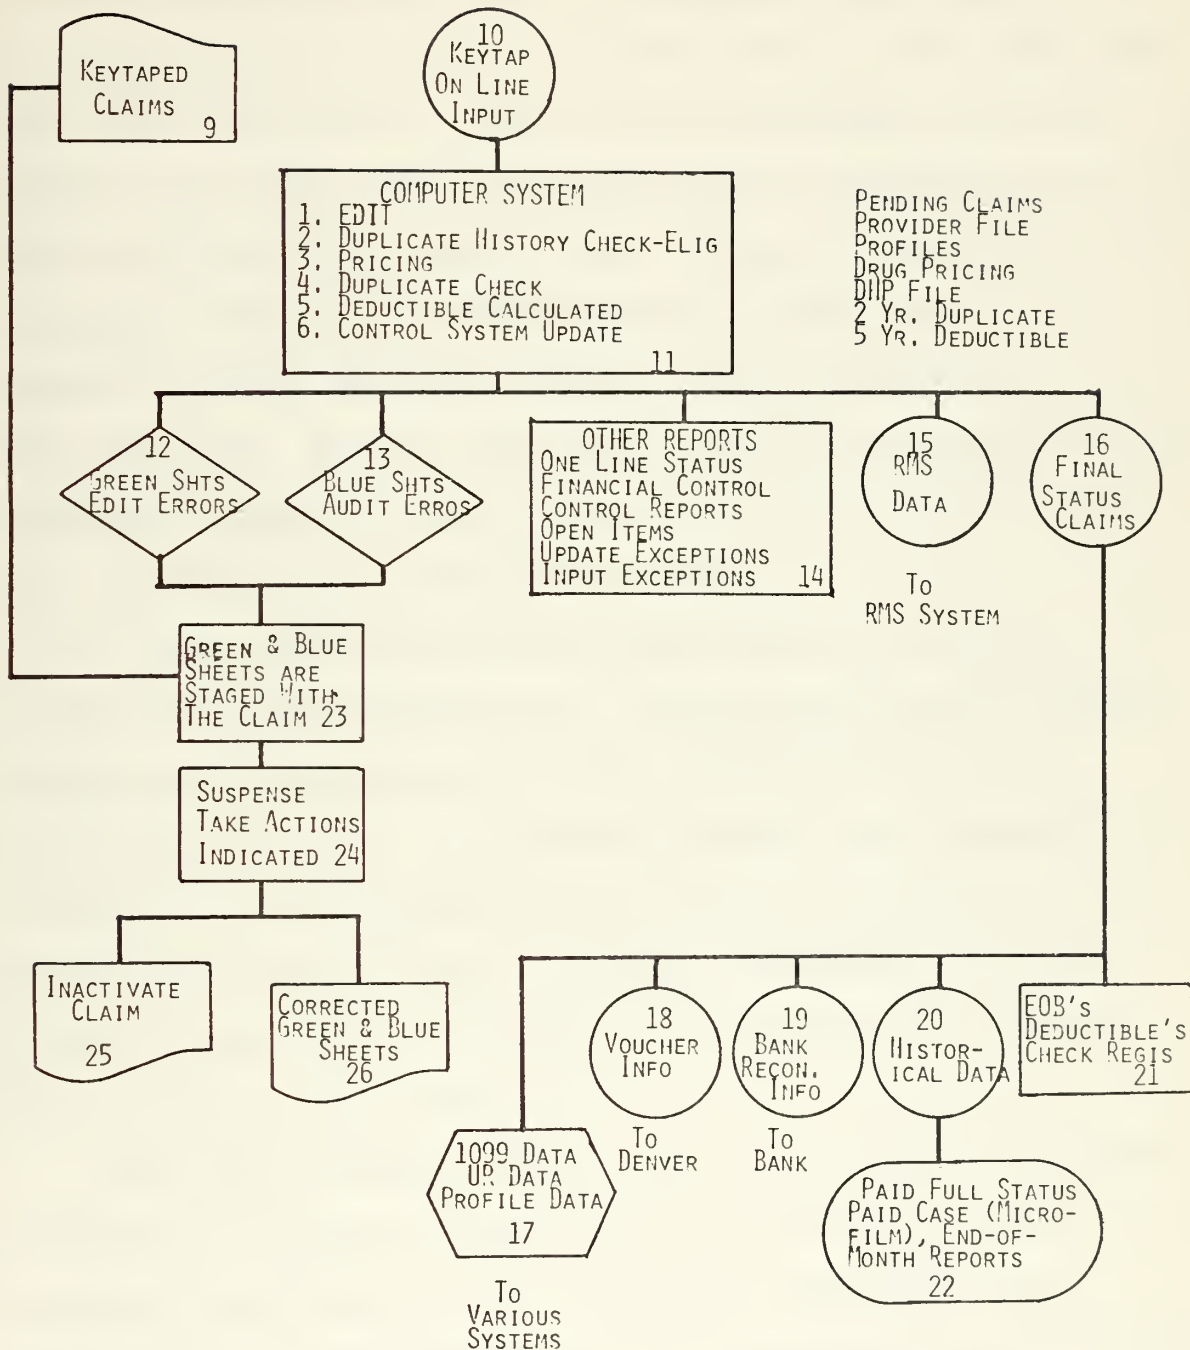 KEYTAPED
CLAIMS
9
10
KEYTAP
ON LINE
INPUT
COMPUTER SYSTEM
1. EDIT
2. DUPLICATE HISTORY CHECK-ELIG
3. PRICING
4. DUPLICATE CHECK
5. DEDUCTIBLE CALCULATED
6. CONTROL SYSTEM UPDATE
11
PENDING CLAIMS
PROVIDER FILE
PROFILES
DRUG PRICING
DHP FILE
2 YR. DUPLICATE
5 YR. DEDUCTIBLE
12
GREEN SHTS
EDIT ERRORS
13
BLUE SHTS
AUDIT ERROS
OTHER REPORTS
ONE LINE STATUS
FINANCIAL CONTROL
CONTROL REPORTS
OPEN ITEMS
UPDATE EXCEPTIONS
INPUT EXCEPTIONS 14
15
RMS
DATA
TO
RMS SYSTEM
16
FINAL
STATUS
CLAIMS
GREEN & BLUE
SHEETS ARE
STAGED WITH
THE CLAIM 23
SUSPENSE
TAKE ACTIONS
INDICATED 24
INACTIVATE
CLAIM
25
CORRECTED
GREEN & BLUE
SHEETS
26
1099 DATA
UR DATA
PROFILE DATA
17
TO
VARIOUS
SYSTEMS
18
VOUCHER
INFO
TO
DENVER
19
BANK
RECON.
INFO
TO
BANK
20
HISTOR-
ICAL DATA
EOB'S
DEDUCTIBLE'S
CHECK REGIS
21
PAID FULL STATUS
PAID CASE (MICRO-
FILM), END-OF-
MONTH REPORTS
22